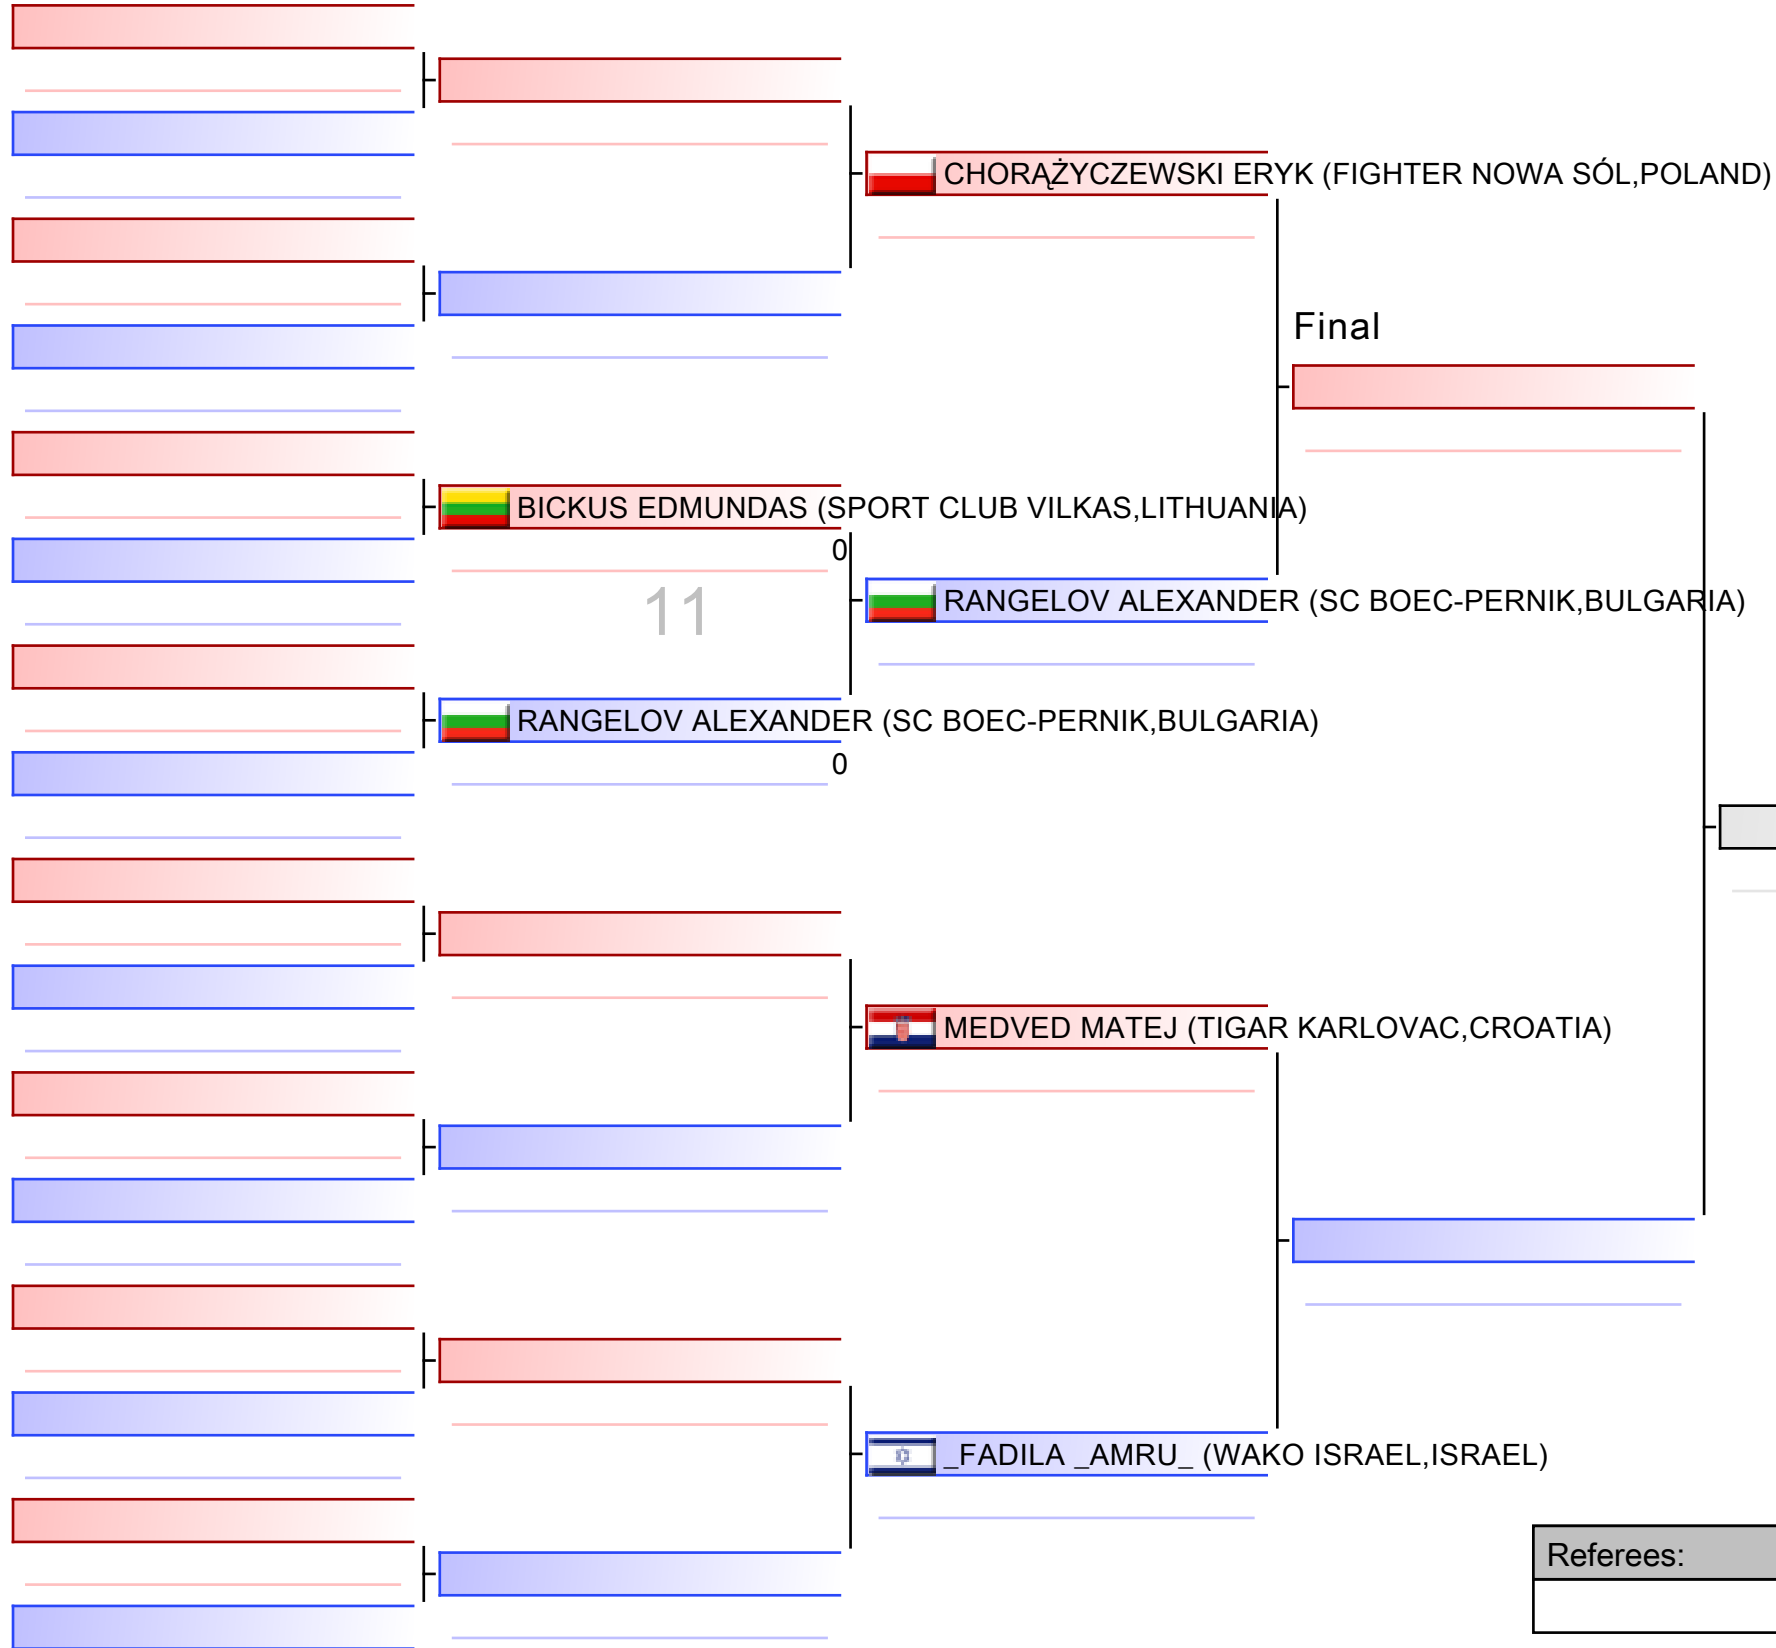 CHORĄŻYCZEWSKI ERYK (FIGHTER NOWA SÓL,POLAND)
Final
BICKUS EDMUNDAS (SPORT CLUB VILKAS,LITHUANIA)
0
11
RANGELOV ALEXANDER (SC BOEC-PERNIK,BULGARIA)
RANGELOV ALEXANDER (SC BOEC-PERNIK,BULGARIA)
0
MEDVED MATEJ (TIGAR KARLOVAC,CROATIA)
_FADILA _AMRU_ (WAKO ISRAEL,ISRAEL)
Referees: